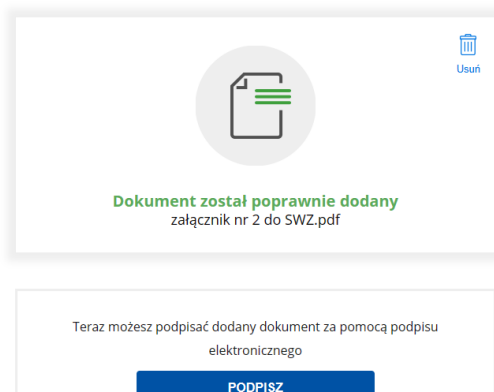 Usuń
Dokument został poprawnie dodany
załącznik nr 2 do SWZ.pdf
Teraz możesz podpisać dodany dokument za pomocą podpisu
elektronicznego
PODPISZ